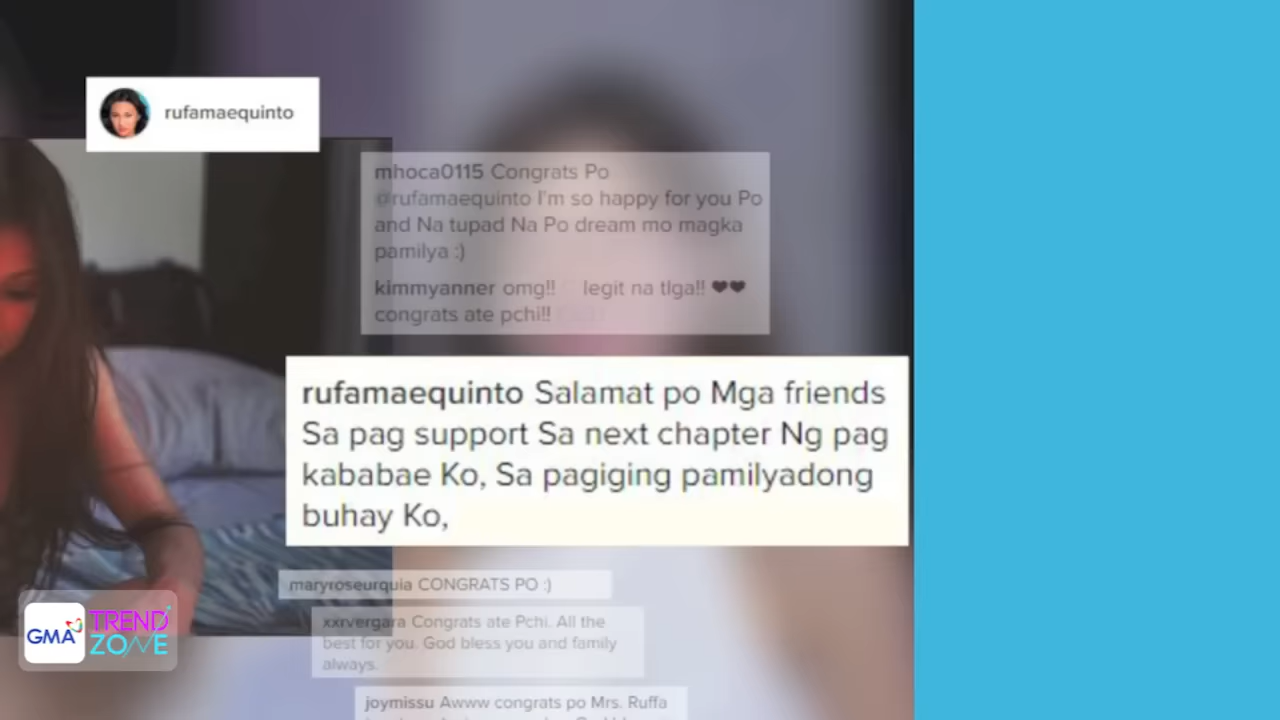 rufamaequinto
mhoca0115 Congrats Po
@rufamaequinto I'm so happy for you Po
and Na tupad Na Po dream mo magka
pamilya :)
kimmyanner omg!! legit na tlga!! ❤❤
congrats ate pchi!!
rufamaequinto Salamat po Mga friends
Sa pag support Sa next chapter Ng pag
kababae Ko, Sa pagiging pamilyadong
buhay Ko,
maryroseurquia CONGRATS PO :)
xxrvergara Congrats ate Pchi. All the
best for you. God bless you and family
always.
joymissu Awww congrats po Mrs. Ruffa
GMA TREND
ZONE